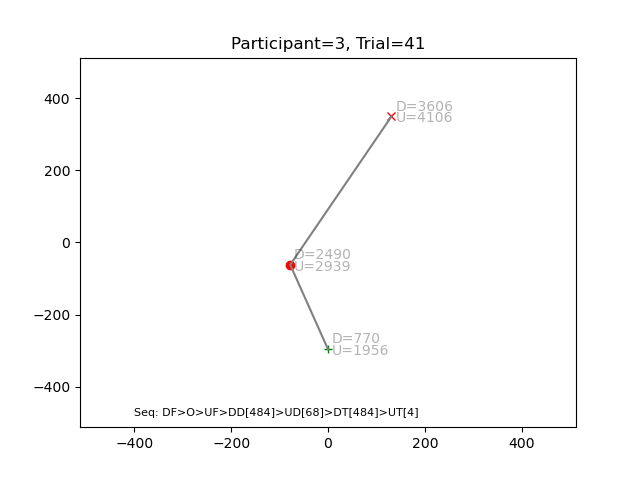 Participant=3, Trial=41
400
200
0
−200
−400
D=3606
U=4106
D=2490
U=2939
D=770
U=1956
Seq: DF>O>UF>DD[484]>UD[68]>DT[484]>UT[4]
−400 −200 0 200 400